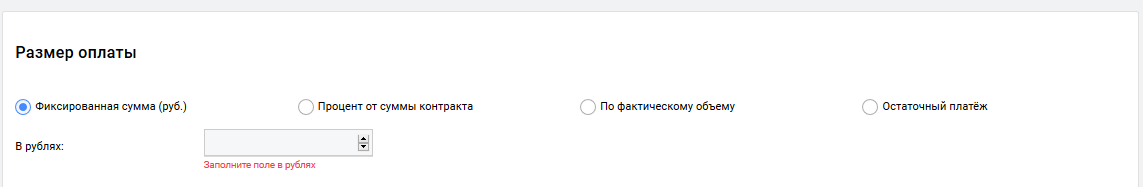 Размер оплаты
Фиксированная сумма (руб.) Процент от суммы контракта По фактическому объему Остаточный платёж
В рублях:
Заполните поле в рублях